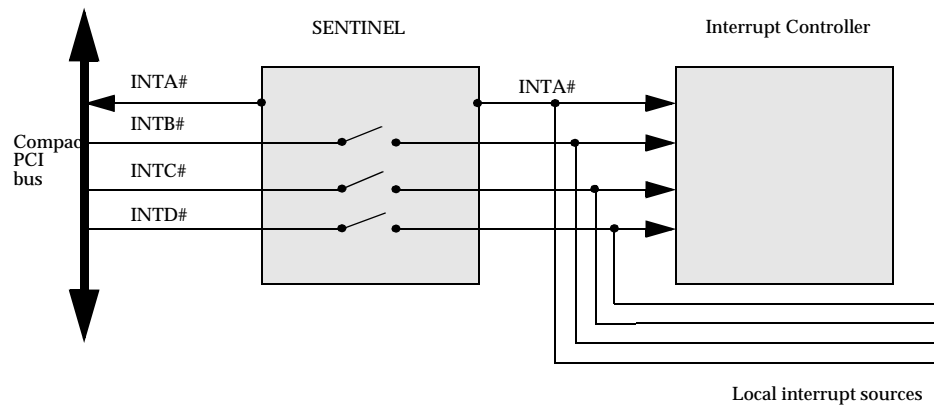 SENTINEL
Interrupt Controller
INTA#
INTA#
INTB#
Compac
PCI
bus
INTC#
INTD#
Local interrupt sources